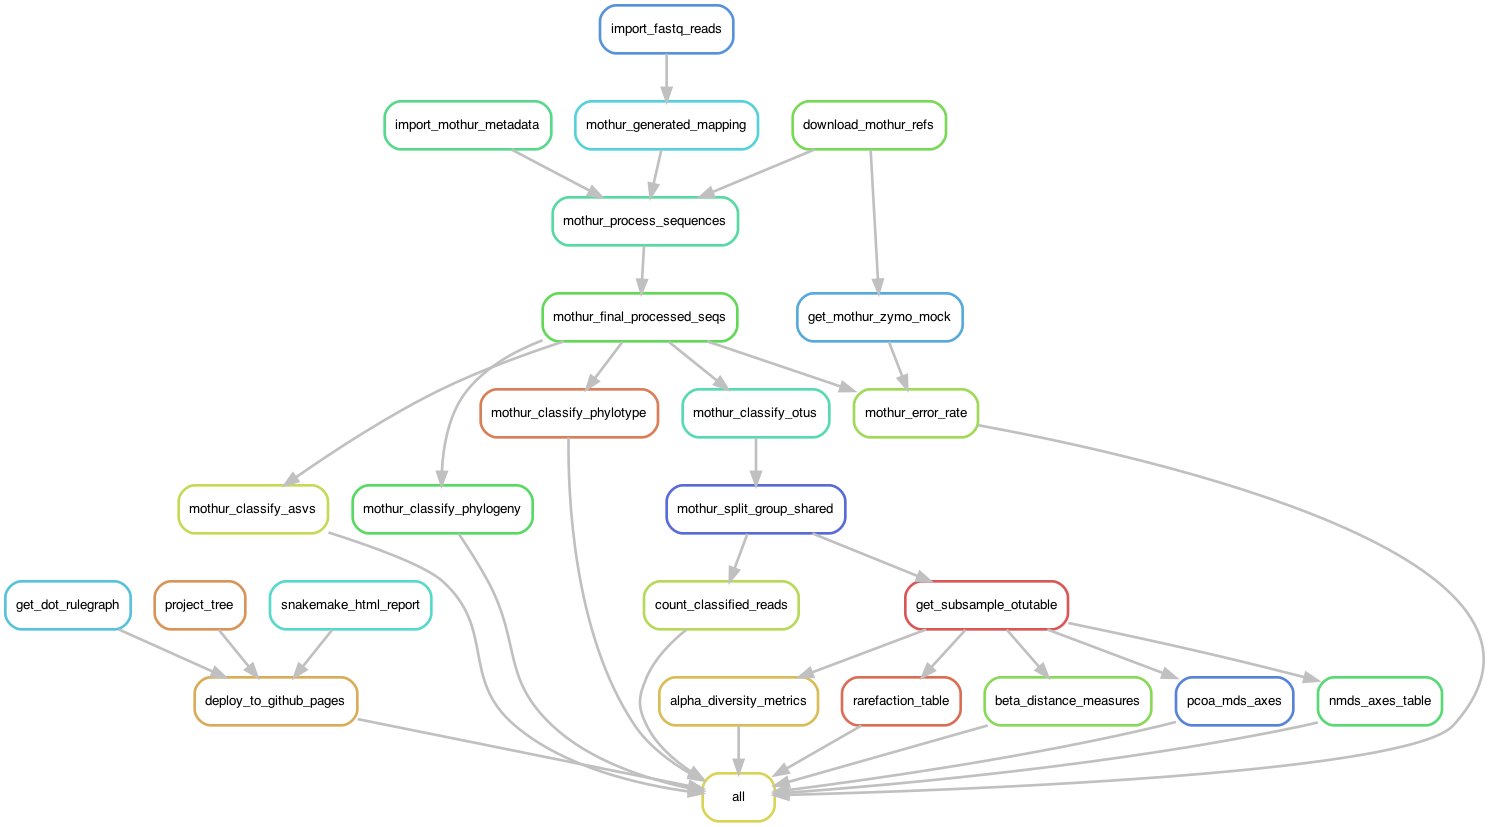 import_fastq_reads
import_mothur_metadata
mothur_generated_mapping
download_mothur_refs
mothur_process_sequences
mothur_final_processed_seqs
get_mothur_zymo_mock
mothur_classify_phylotype
mothur_classify_otus
mothur_error_rate
mothur_classify_asvs
mothur_classify_phylogeny
mothur_split_group_shared
get_dot_rulegraph
project_tree
snakemake_html_report
count_classified_reads
get_subsample_otutable
deploy_to_github_pages
alpha_diversity_metrics
rarefaction_table
beta_distance_measures
pcoa_mds_axes
nmds_axes_table
all